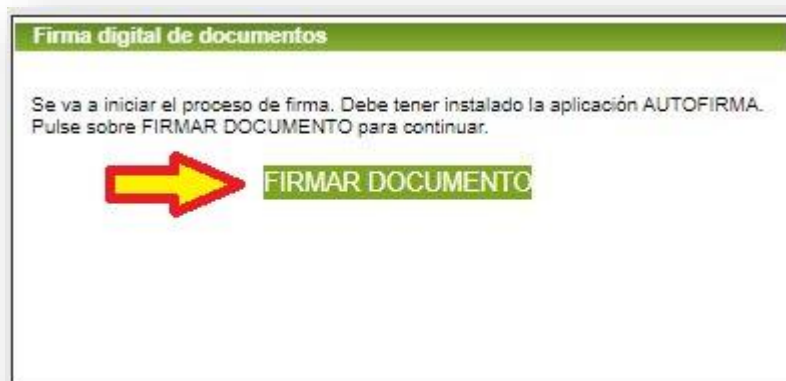 Firma digital de documentos
Se va a iniciar el proceso de firma. Debe tener instalado la aplicación AUTOFIRMA.
Pulse sobre FIRMAR DOCUMENTO para continuar.
FIRMAR DOCUMENTO